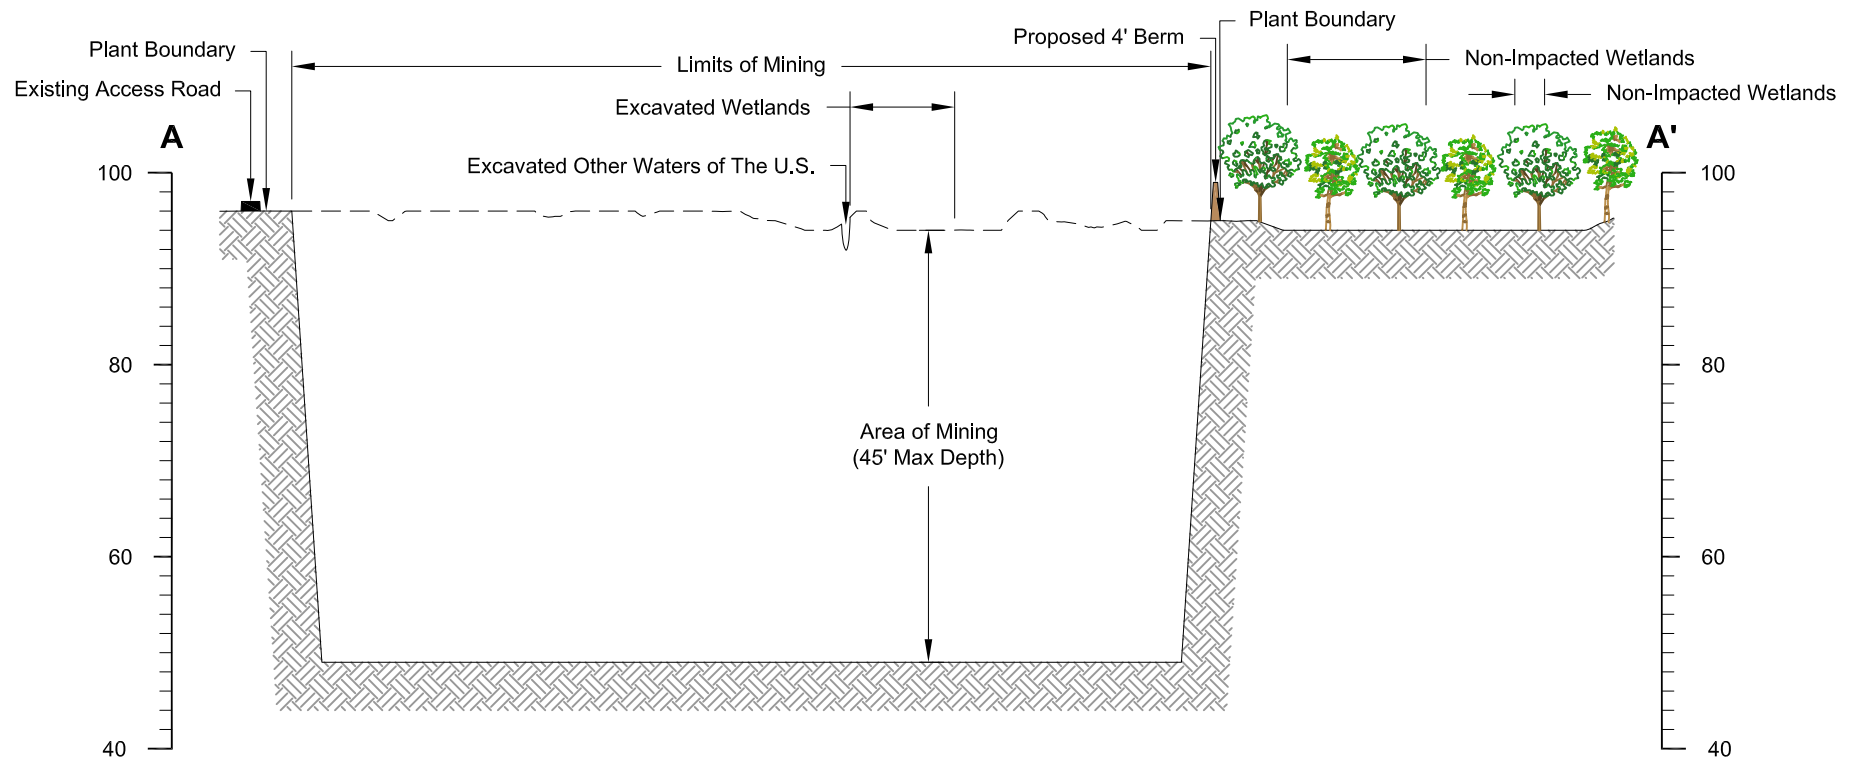 Plant Boundary
Proposed 4' Berm
Plant Boundary
Limits of Mining
Non-Impacted Wetlands
Existing Access Road
Excavated Wetlands
Non-Impacted Wetlands
A
A'
Excavated Other Waters of The U.S.
100
100
80
80
Area of Mining
(45' Max Depth)
60
60
40
40